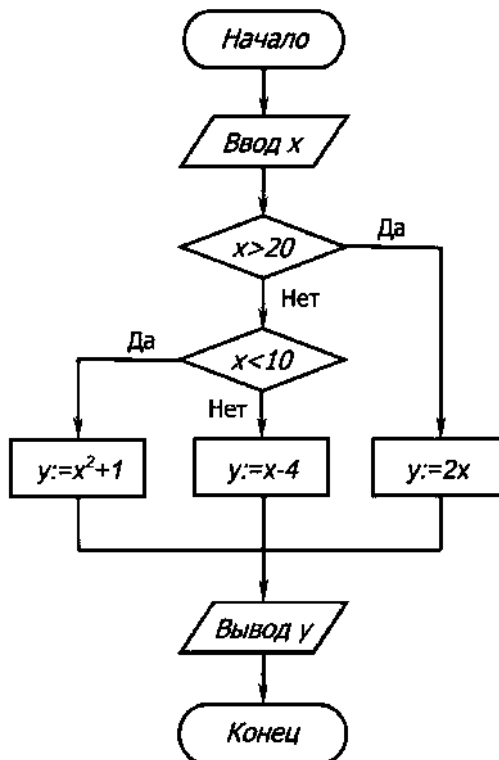 Начало
Ввод x
x>20
Да
Нет
Да
x<10
Нет
y:=x²+1
y:=x-4
y:=2x
Вывод y
Конец